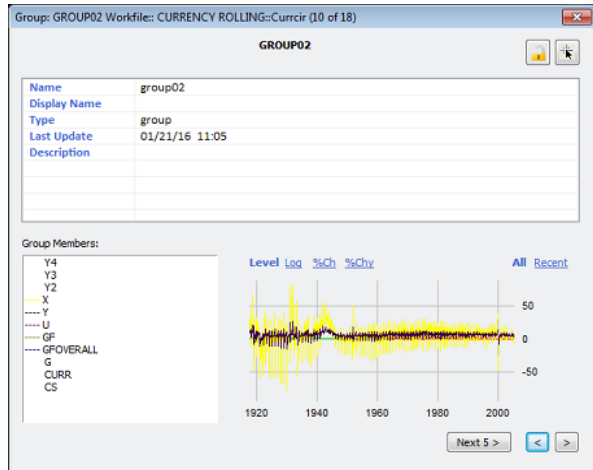 Group: GROUP02 Workfile:: CURRENCY ROLLING::Currcir (10 of 18)
GROUP02
Name group02
Display Name
Type group
Last Update 01/21/16 11:05
Description
Group Members:
Y4
Y3
Y2
X
Y
U
GF
GFOVERALL
G
CURR
CS
Level Log %Ch %Chy All Recent
50
0
-50
1920 1940 1960 1980 2000
Next 5 > < >